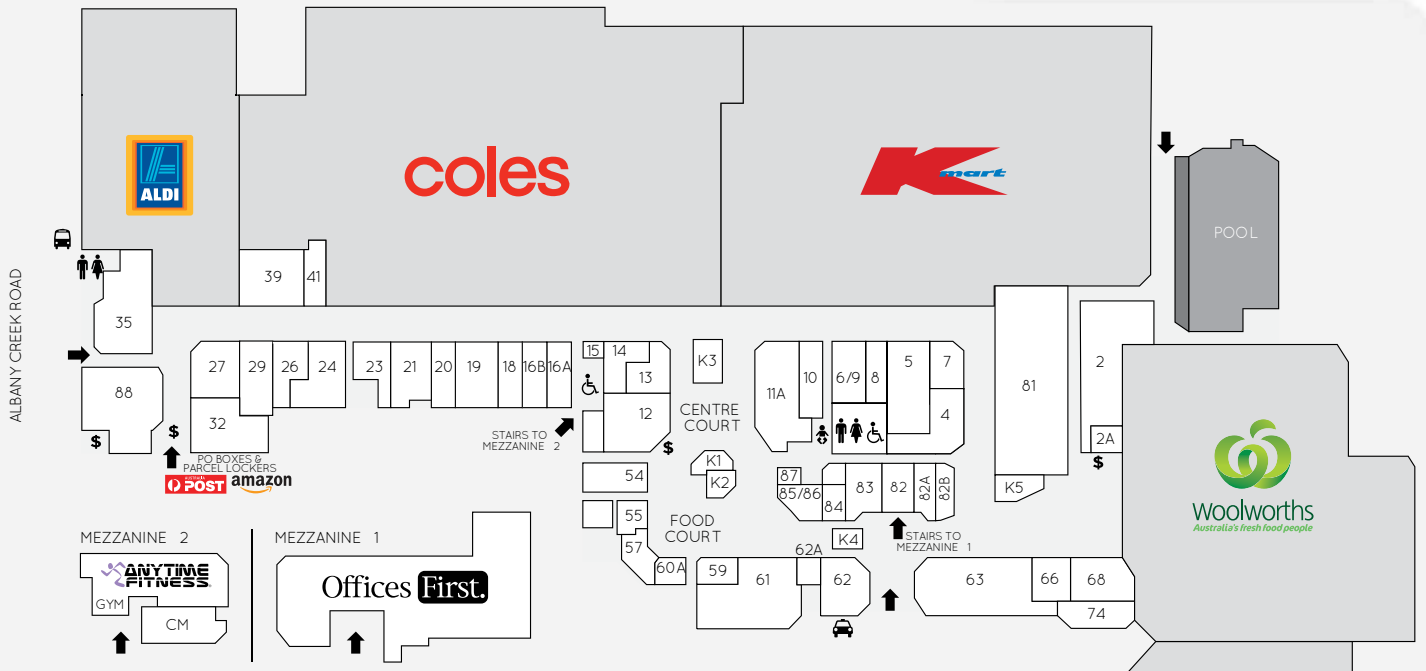 ALDI
coles
Kmart
POOL
ALBANY CREEK ROAD
39
41
35
27
29
26
24
23
21
20
19
18
16B
16A
15
14
13
12
K3
11A
10
6/9
8
5
7
4
81
2
2A
$
88
$
32
$
PO BOXES &
PARCEL LOCKERS
AUSTRALIA
POST
amazon
STAIRS TO
MEZZANINE 2
$
CENTRE
COURT
K1
K2
54
55
57
60A
FOOD
COURT
87
85/86
84
83
82
82A
82B
K4
K5
STAIRS TO
MEZZANINE 1
62A
59
61
62
63
66
68
74
Woolworths
Australia's fresh food people
MEZZANINE 2
ANYTIME
FITNESS
GYM
CM
MEZZANINE 1
Offices First.